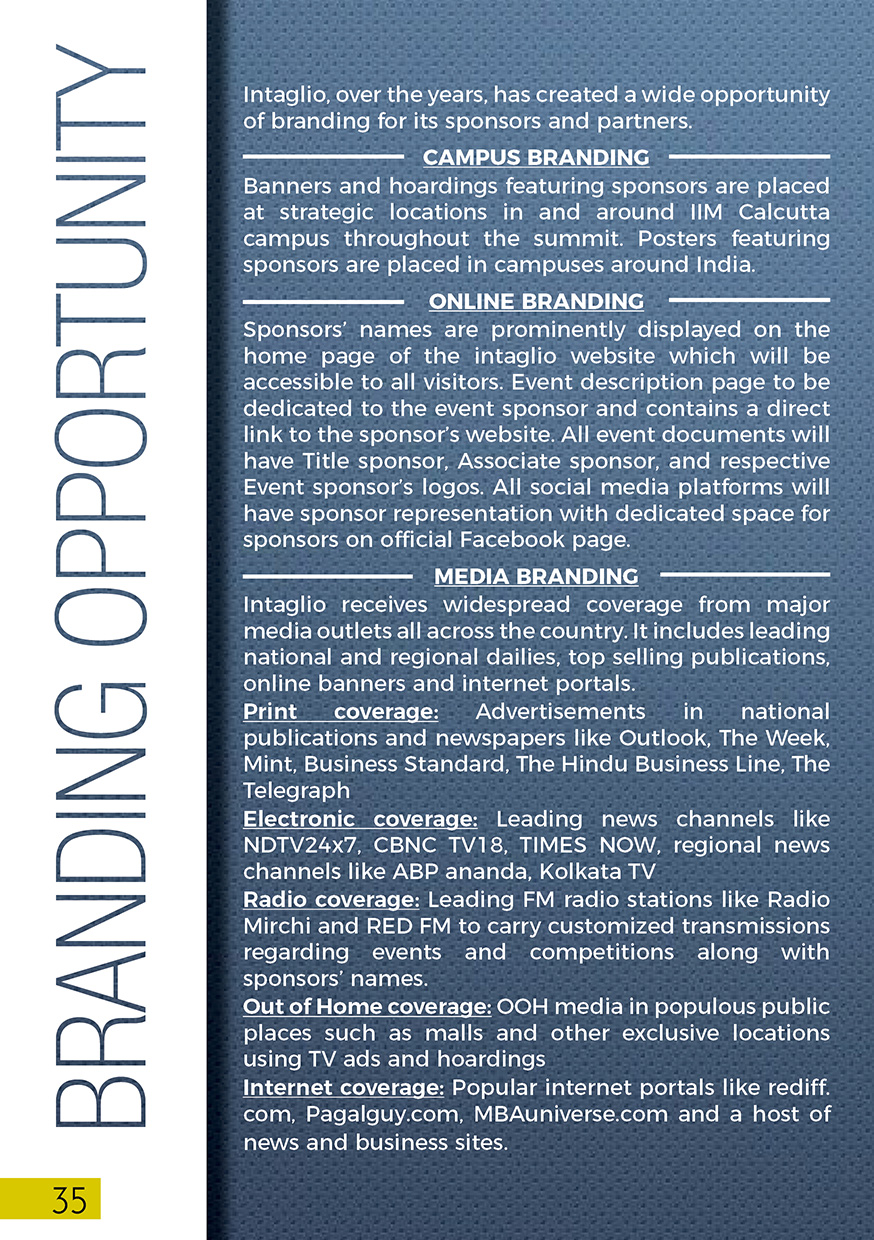 BRANDING OPPORTUNITY
Intaglio, over the years, has created a wide opportunity
of branding for its sponsors and partners.
CAMPUS BRANDING
Banners and hoardings featuring sponsors are placed
at strategic locations in and around IIM Calcutta
campus throughout the summit. Posters featuring
sponsors are placed in campuses around India.
ONLINE BRANDING
Sponsors’ names are prominently displayed on the
home page of the intaglio website which will be
accessible to all visitors. Event description page to be
dedicated to the event sponsor and contains a direct
link to the sponsor’s website. All event documents will
have Title sponsor, Associate sponsor, and respective
Event sponsor’s logos. All social media platforms will
have sponsor representation with dedicated space for
sponsors on official Facebook page.
MEDIA BRANDING
Intaglio receives widespread coverage from major
media outlets all across the country. It includes leading
national and regional dailies, top selling publications,
online banners and internet portals.
Print coverage: Advertisements in national
publications and newspapers like Outlook, The Week,
Mint, Business Standard, The Hindu Business Line, The
Telegraph
Electronic coverage: Leading news channels like
NDTV24x7, CBNC TV18, TIMES NOW, regional news
channels like ABP ananda, Kolkata TV
Radio coverage: Leading FM radio stations like Radio
Mirchi and RED FM to carry customized transmissions
regarding events and competitions along with
sponsors’ names.
Out of Home coverage: OOH media in populous public
places such as malls and other exclusive locations
using TV ads and hoardings
Internet coverage: Popular internet portals like rediff.
com, Pagalguy.com, MBAuniverse.com and a host of
news and business sites.
35